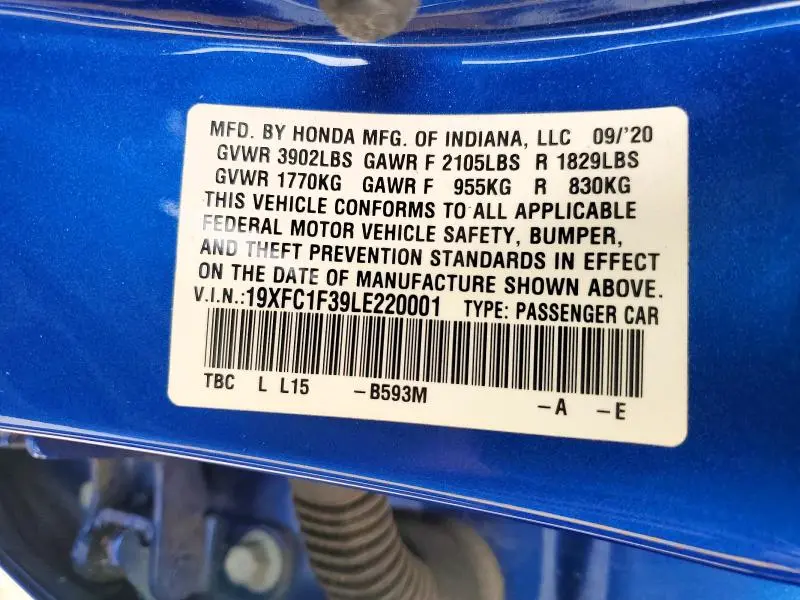 MFD. BY HONDA MFG. OF INDIANA, LLC 09/'20
GVWR 3902LBS GAWR F 2105LBS R 1829LBS
GVWR 1770KG GAWR F 955KG R 830KG
THIS VEHICLE CONFORMS TO ALL APPLICABLE
FEDERAL MOTOR VEHICLE SAFETY, BUMPER,
AND THEFT PREVENTION STANDARDS IN EFFECT
ON THE DATE OF MANUFACTURE SHOWN ABOVE.
V.I.N.:19XFC1F39LE220001 TYPE: PASSENGER CAR
TBC L L15 -B593M -A -E